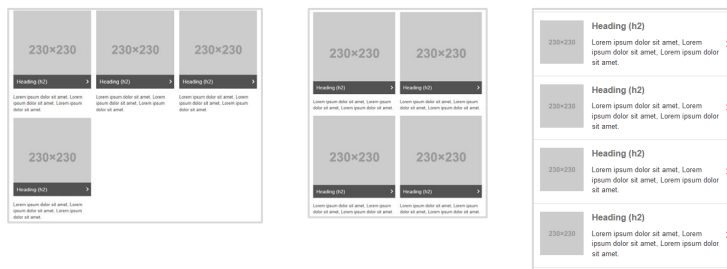 230×230 230×230 230×230
Heading (h2) Heading (h2) Heading (h2)
Lorem ipsum dolor sit amet, Lorem Lorem ipsum dolor sit amet, Lorem Lorem ipsum dolor sit amet, Lorem
ipsum dolor sit amet, Lorem ipsum ipsum dolor sit amet, Lorem ipsum ipsum dolor sit amet, Lorem ipsum
dolor sit amet. dolor sit amet. dolor sit amet.
230×230
Heading (h2)
Lorem ipsum dolor sit amet, Lorem
ipsum dolor sit amet, Lorem ipsum
dolor sit amet.
230×230 230×230
Heading (h2) Heading (h2)
Lorem ipsum dolor sit amet, Lorem ipsum Lorem ipsum dolor sit amet, Lorem ipsum
dolor sit amet, Lorem ipsum dolor sit amet. dolor sit amet, Lorem ipsum dolor sit amet.
230×230 230×230
Heading (h2) Heading (h2)
Lorem ipsum dolor sit amet, Lorem ipsum Lorem ipsum dolor sit amet, Lorem ipsum
dolor sit amet, Lorem ipsum dolor sit amet. dolor sit amet, Lorem ipsum dolor sit amet.
230×230
Heading (h2)
Lorem ipsum dolor sit amet, Lorem
ipsum dolor sit amet, Lorem ipsum dolor
sit amet.
230×230
Heading (h2)
Lorem ipsum dolor sit amet, Lorem
ipsum dolor sit amet, Lorem ipsum dolor
sit amet.
230×230
Heading (h2)
Lorem ipsum dolor sit amet, Lorem
ipsum dolor sit amet, Lorem ipsum dolor
sit amet.
230×230
Heading (h2)
Lorem ipsum dolor sit amet, Lorem
ipsum dolor sit amet, Lorem ipsum dolor
sit amet.